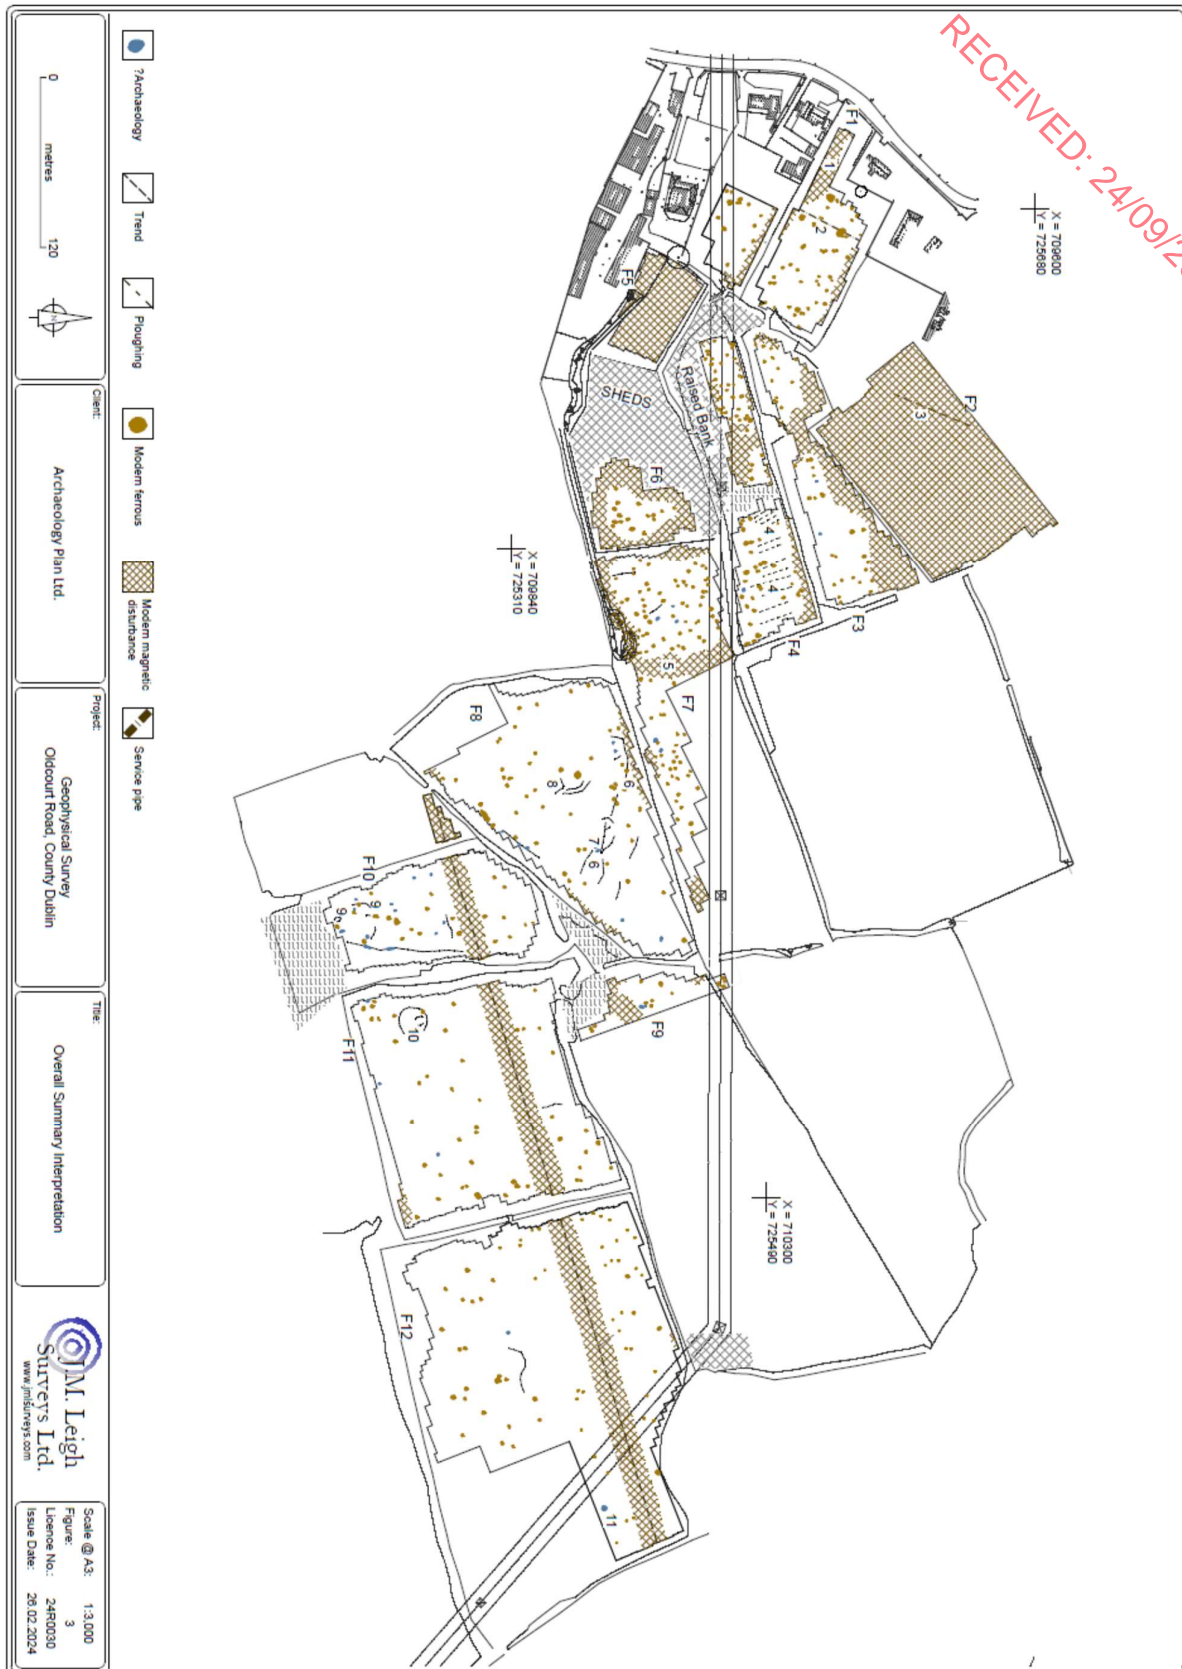 RECEIVED: 24/09/20
X = 709600
Y = 725680
X = 709840
Y = 725310
X = 710300
Y = 725490
F1
1
2
F2
3
F3
F4
4
4
F5
SHEDS
Raised Bank
F6
5
F7
F8
6
7
6
8
F9
F10
9
9
10
F11
F12
11
?Archaeology
Trend
Ploughing
Modern ferrous
Modern magnetic
disturbance
Service pipe
0
metres
120
N
Client:
Archaeology Plan Ltd.
Project:
Geophysical Survey
Oldcourt Road, County Dublin
Title:
Overall Summary Interpretation
J.M. Leigh
Surveys Ltd.
www.jmlsurveys.com
Scale @ A3: 1:3,000
Figure: 3
Licence No.: 24R0030
Issue Date: 26.02.2024